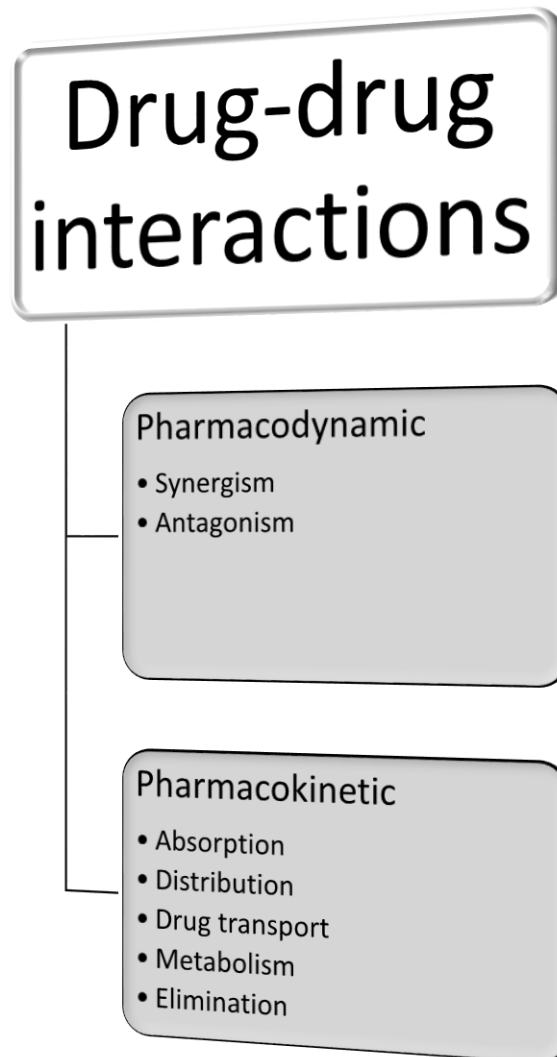 Drug-drug
interactions
Pharmacodynamic
• Synergism
• Antagonism
Pharmacokinetic
• Absorption
• Distribution
• Drug transport
• Metabolism
• Elimination